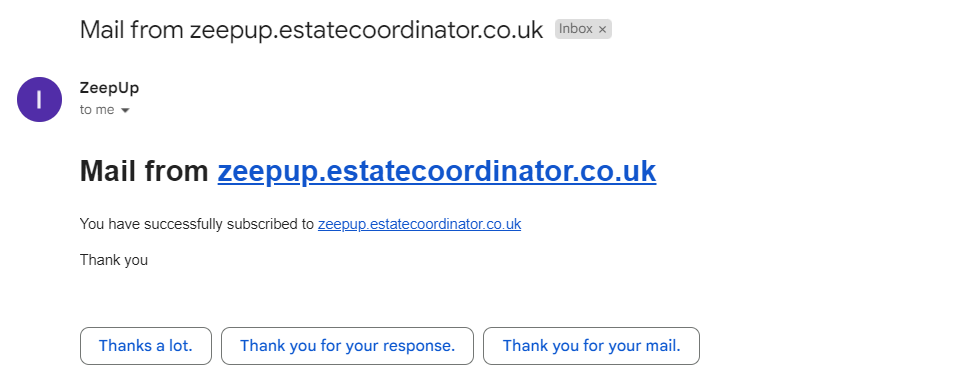 Mail from zeepup.estatecoordinator.co.uk Inbox ×
I
ZeepUp
to me
Mail from zeepup.estatecoordinator.co.uk
You have successfully subscribed to zeepup.estatecoordinator.co.uk
Thank you
Thanks a lot. Thank you for your response. Thank you for your mail.